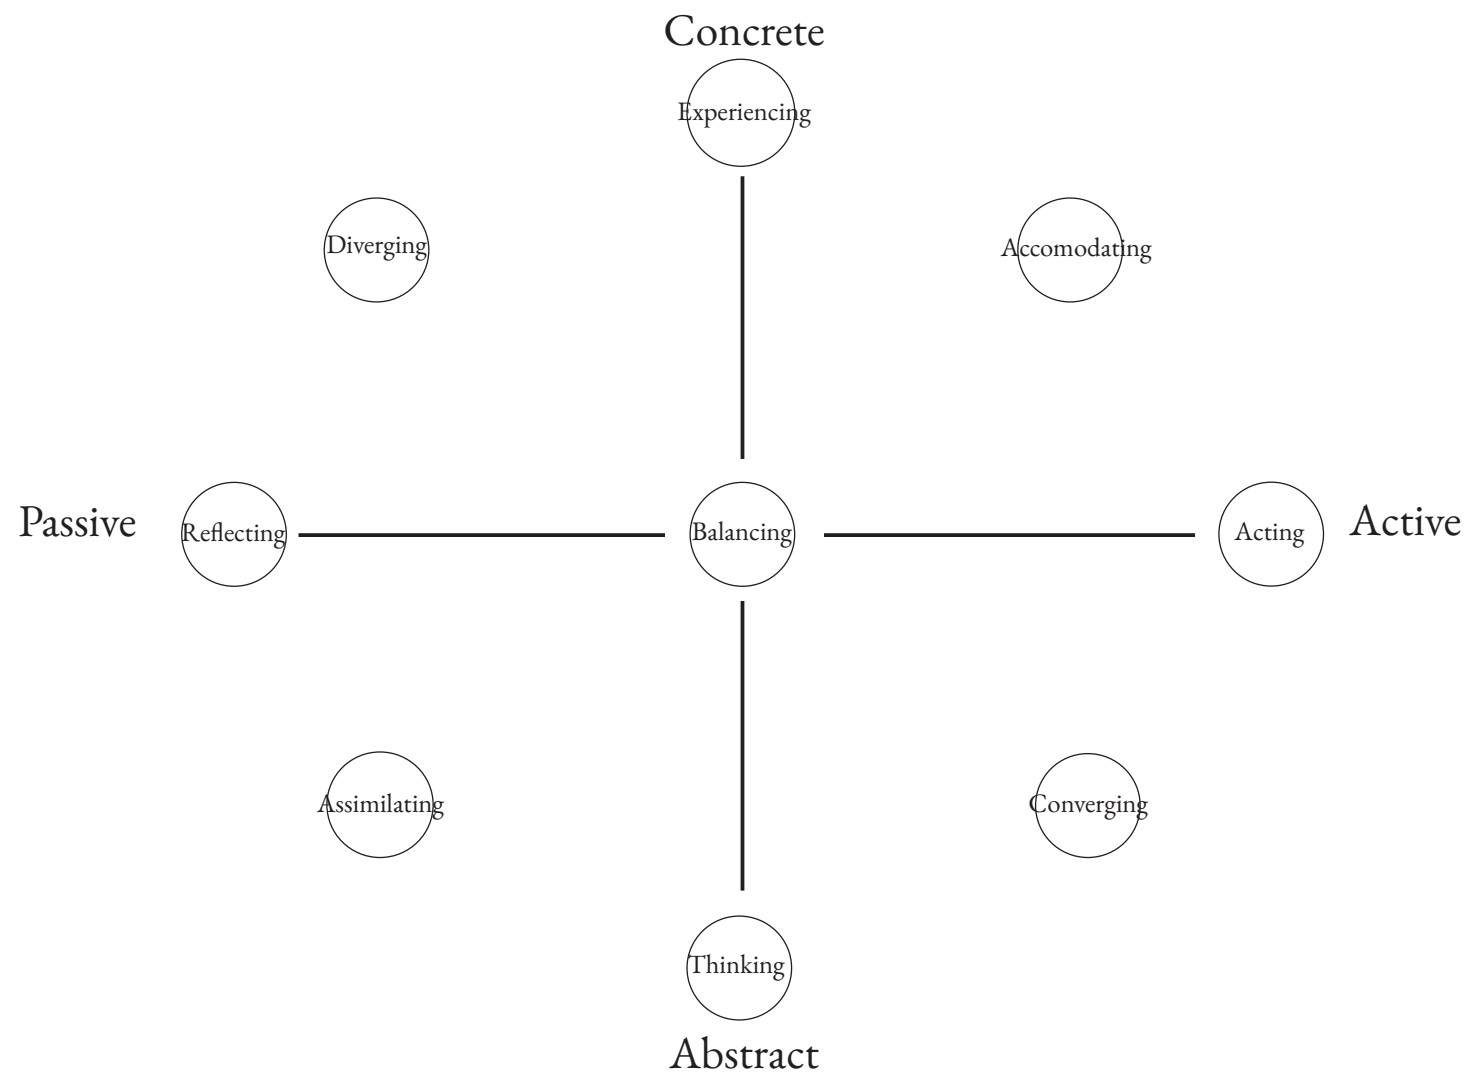 Concrete
Experiencing
Diverging
Accomodating
Passive
Reflecting
Balancing
Acting
Active
Assimilating
Converging
Thinking
Abstract